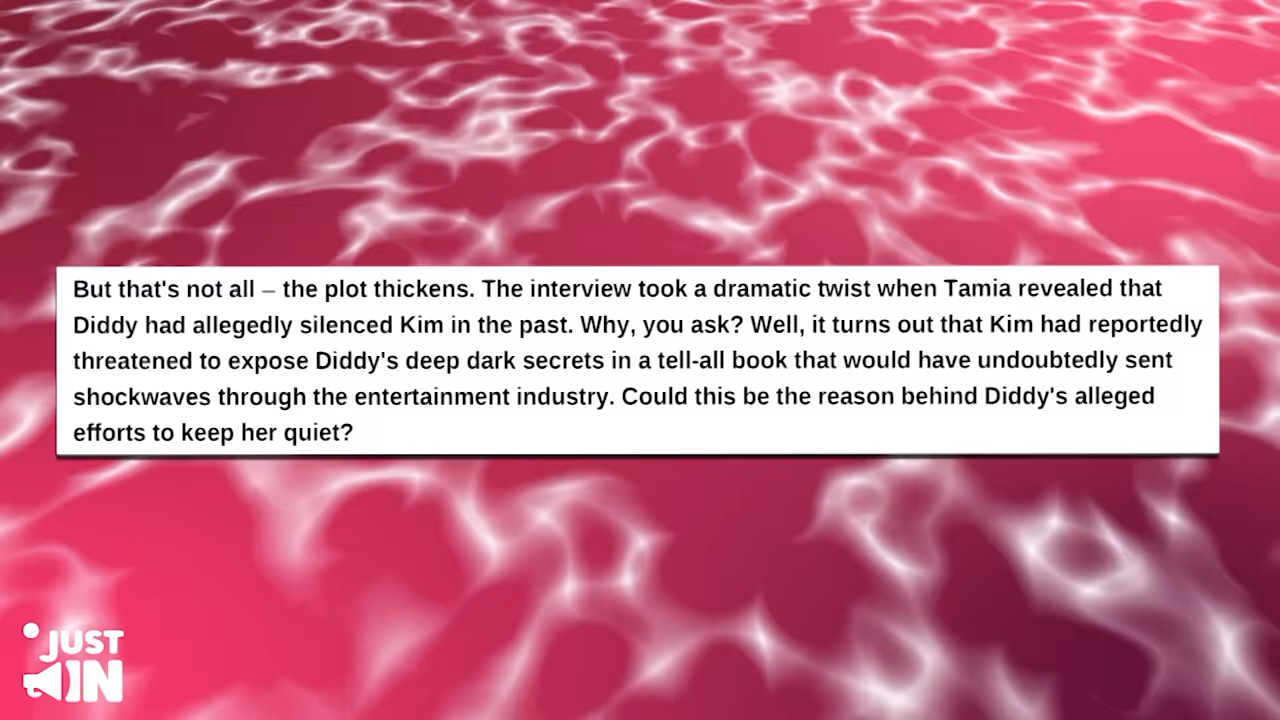 But that's not all – the plot thickens. The interview took a dramatic twist when Tamia revealed that
Diddy had allegedly silenced Kim in the past. Why, you ask? Well, it turns out that Kim had reportedly
threatened to expose Diddy's deep dark secrets in a tell-all book that would have undoubtedly sent
shockwaves through the entertainment industry. Could this be the reason behind Diddy's alleged
efforts to keep her quiet?
JUST
IN